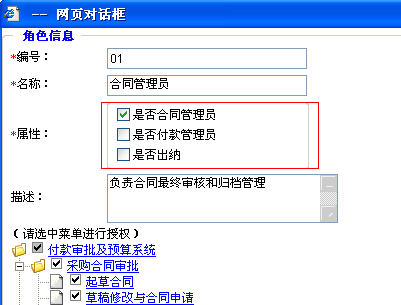 -- 网页对话框
角色信息
*编号： 01
*名称： 合同管理员
是否合同管理员
*属性： 是否付款管理员
是否出纳
描述： 负责合同最终审核和归档管理
（请选中菜单进行授权）
付款审批及预算系统
采购合同审批
起草合同
草稿修改与合同申请